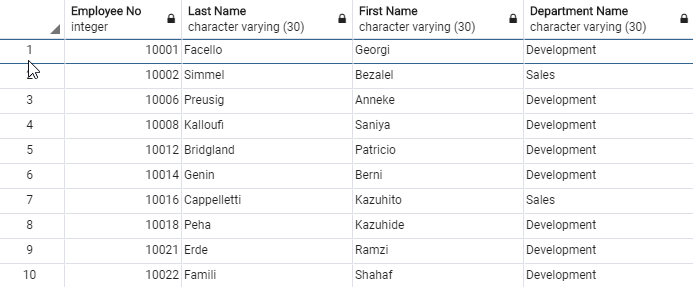 Employee No Last Name First Name Department Name
integer character varying (30) character varying (30) character varying (30)
1 10001 Facello Georgi Development
10002 Simmel Bezalel Sales
3 10006 Preusig Anneke Development
4 10008 Kalloufi Saniya Development
5 10012 Bridgland Patricio Development
6 10014 Genin Berni Development
7 10016 Cappelletti Kazuhito Sales
8 10018 Peha Kazuhide Development
9 10021 Erde Ramzi Development
10 10022 Famili Shahaf Development